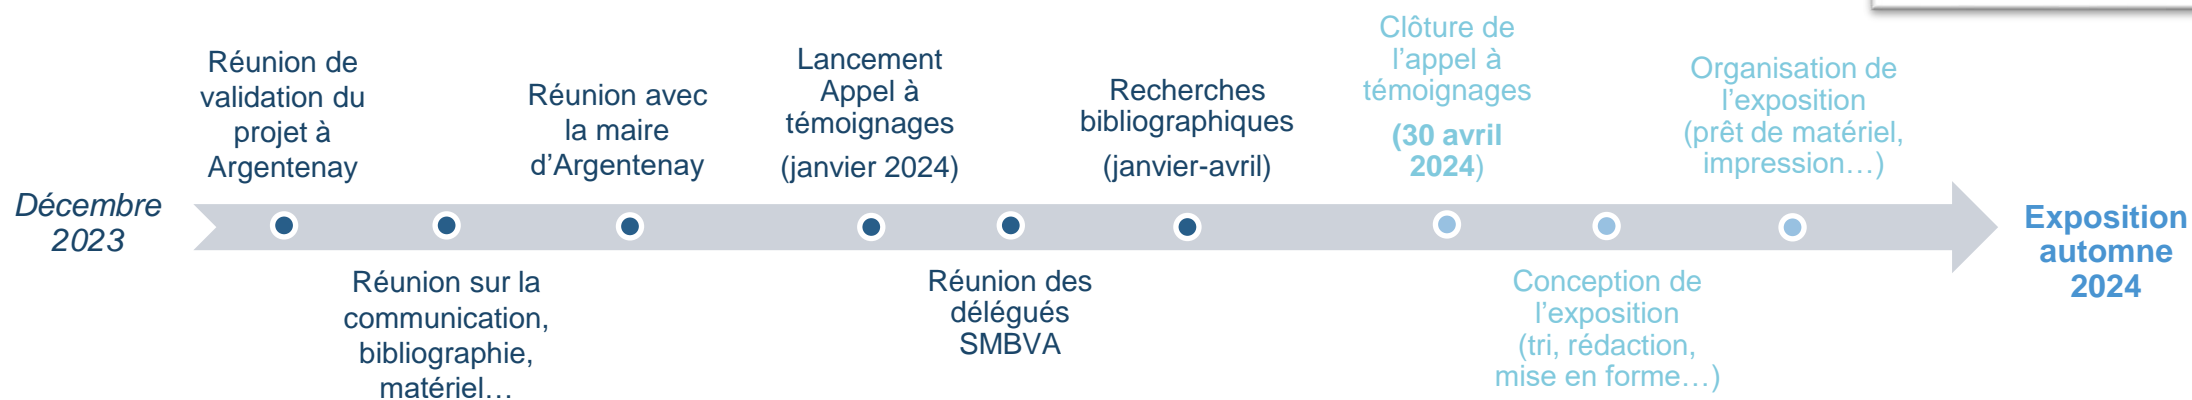 Décembre
2023
Réunion de
validation du
projet à
Argentenay
Réunion sur la
communication,
bibliographie,
matériel…
Réunion avec
la maire
d’Argentenay
Lancement
Appel à
témoignages
(janvier 2024)
Réunion des
délégués
SMBVA
Recherches
bibliographiques
(janvier-avril)
Clôture de
l’appel à
témoignages
(30 avril
2024)
Conception de
l’exposition
(tri, rédaction,
mise en forme…)
Organisation de
l’exposition
(prêt de matériel,
impression…)
Exposition
automne
2024